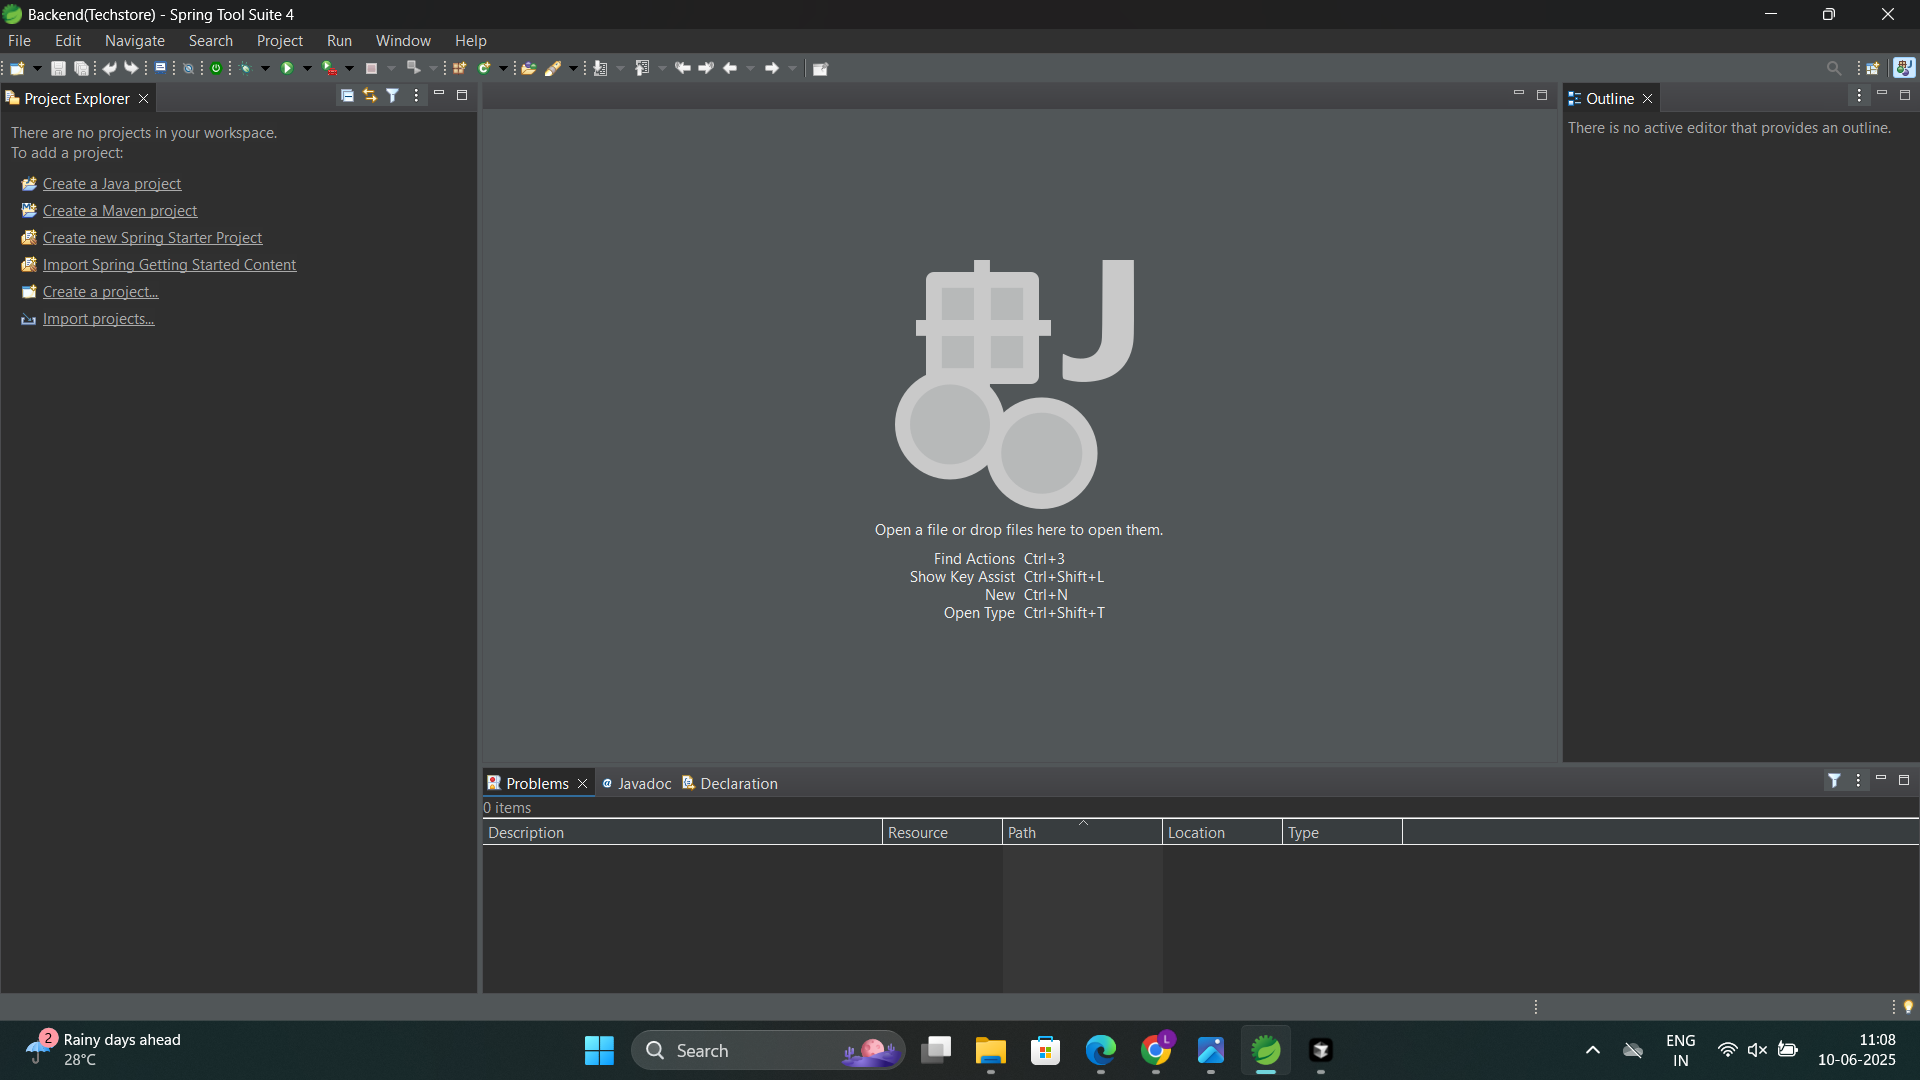 Backend(Techstore) - Spring Tool Suite 4
File Edit Navigate Search Project Run Window Help
Project Explorer
There are no projects in your workspace.
To add a project:
Create a Java project
Create a Maven project
Create new Spring Starter Project
Import Spring Getting Started Content
Create a project...
Import projects...
J
Open a file or drop files here to open them.
Find Actions Ctrl+3
Show Key Assist Ctrl+Shift+L
New Ctrl+N
Open Type Ctrl+Shift+T
Outline
There is no active editor that provides an outline.
Problems @ Javadoc Declaration
0 items
Description Resource Path Location Type
2 Rainy days ahead
28°C
Search
L
ENG
IN
11:08
10-06-2025